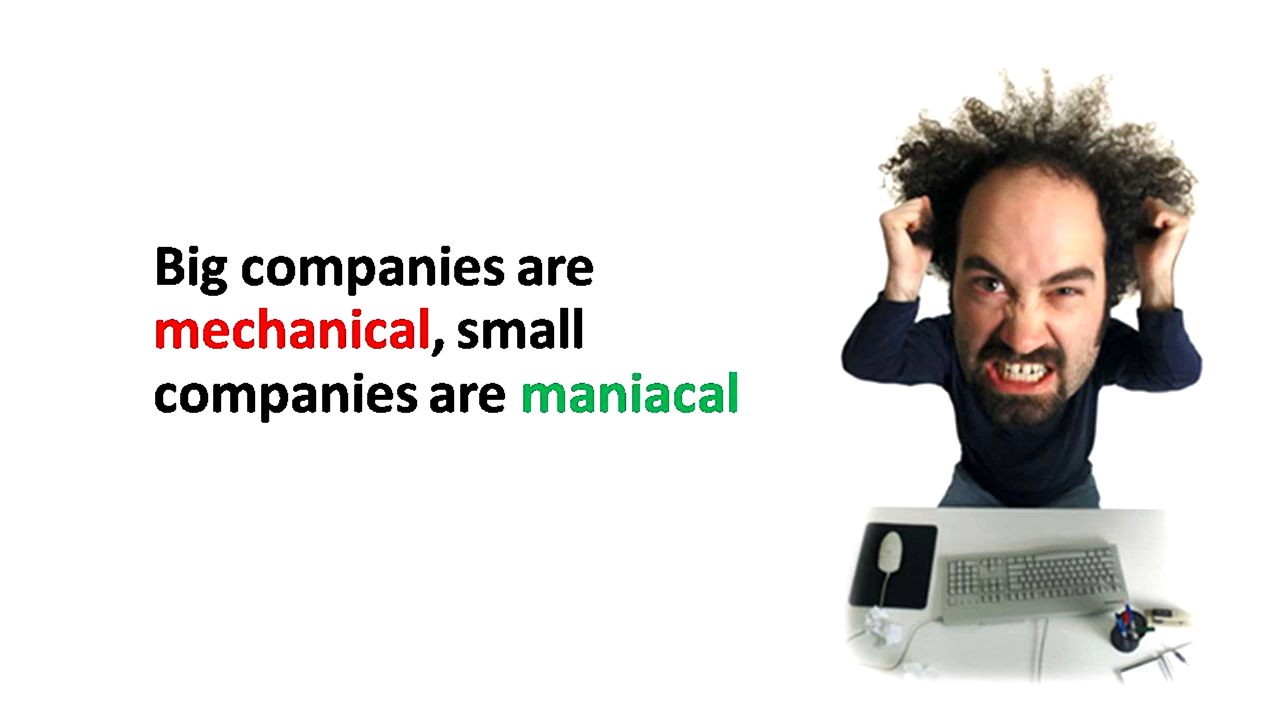 Big companies are
mechanical, small
companies are maniacal